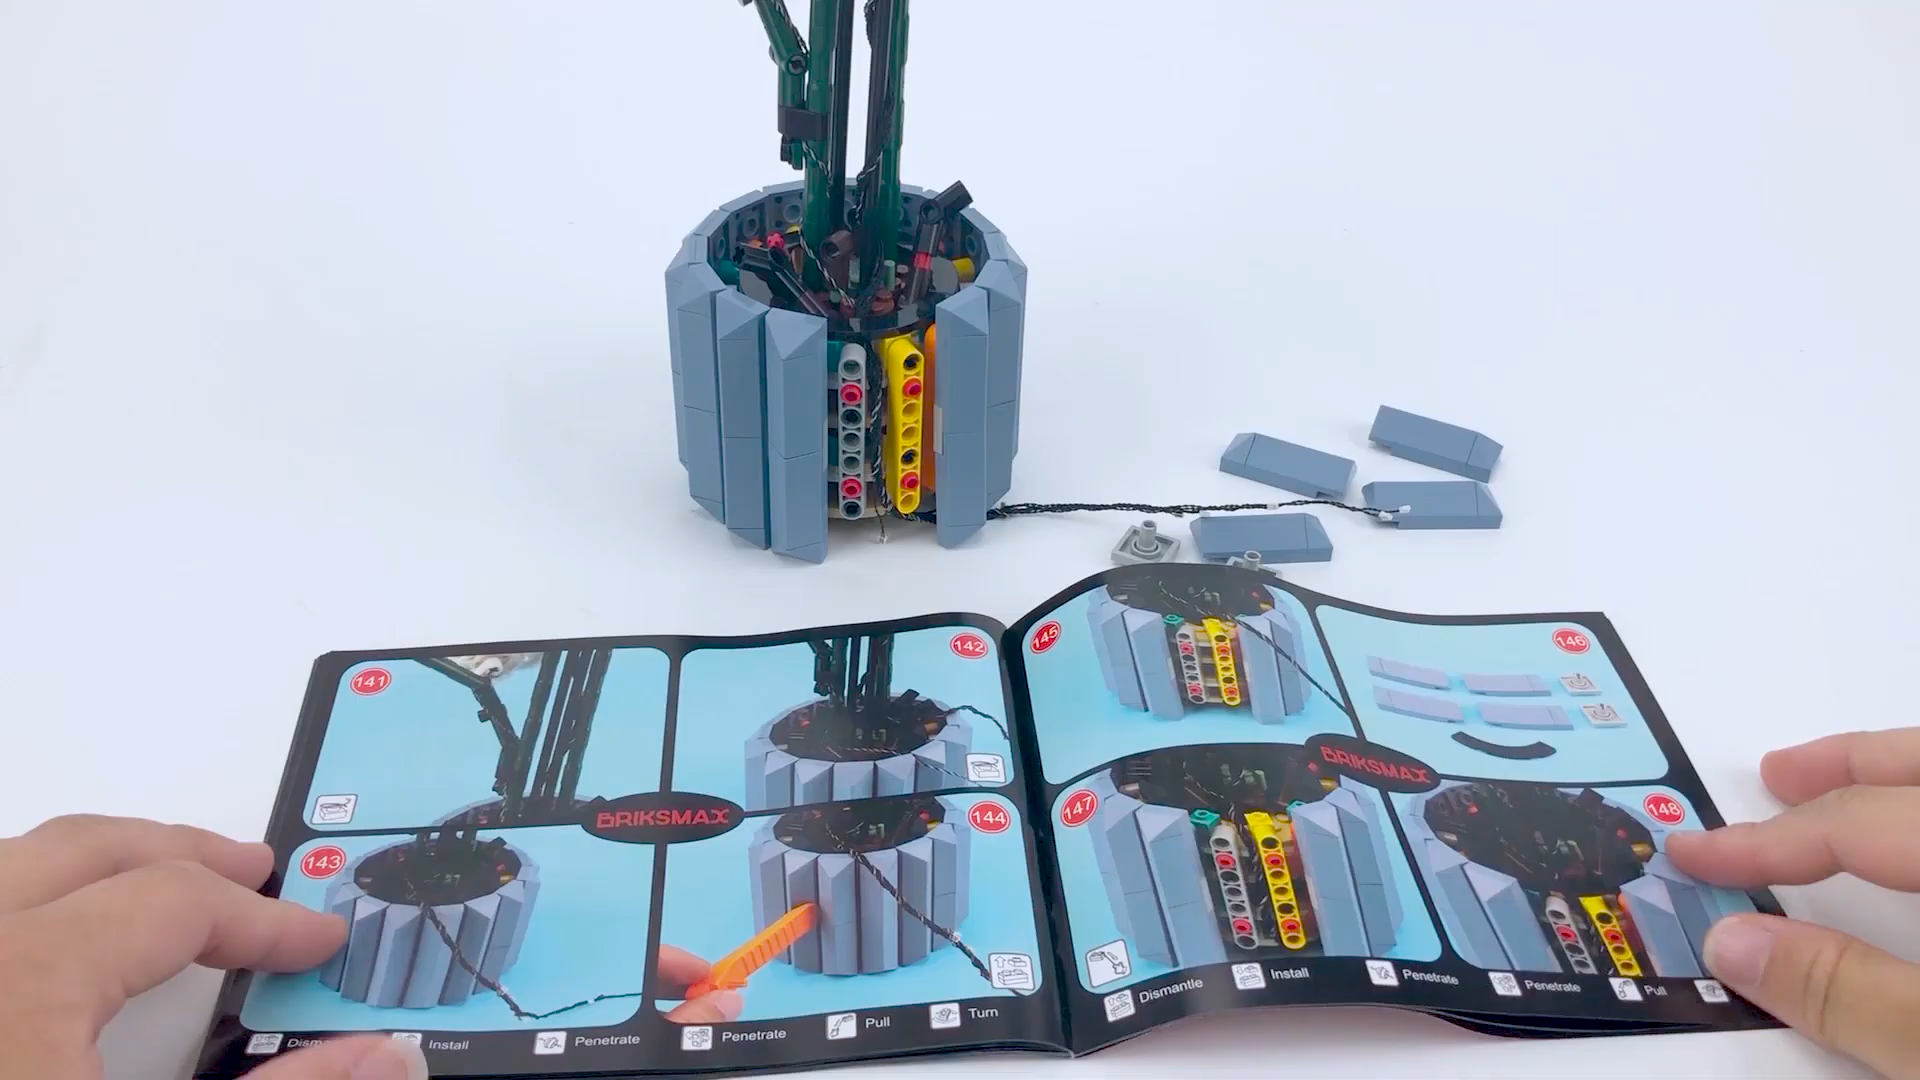 141
142
143
144
BRIKSMAX
Install
Penetrate
Penetrate
Pull
Turn
145
146
147
148
BRIKSMAX
Dismantle
Install
Penetrate
Penetrate
Pull